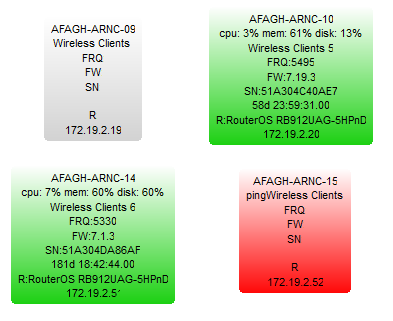 AFAGH-ARNC-09
Wireless Clients
FRQ
FW
SN
R
172.19.2.19
AFAGH-ARNC-10
cpu: 3% mem: 61% disk: 13%
Wireless Clients 5
FRQ:5495
FW:7.19.3
SN:51A304C40AE7
58d 23:59:31.00
R:RouterOS RB912UAG-5HPnD
172.19.2.20
AFAGH-ARNC-14
cpu: 7% mem: 60% disk: 60%
Wireless Clients 6
FRQ:5330
FW:7.1.3
SN:51A304DA86AF
181d 18:42:44.00
R:RouterOS RB912UAG-5HPnD
172.19.2.51
AFAGH-ARNC-15
pingWireless Clients
FRQ
FW
SN
R
172.19.2.52